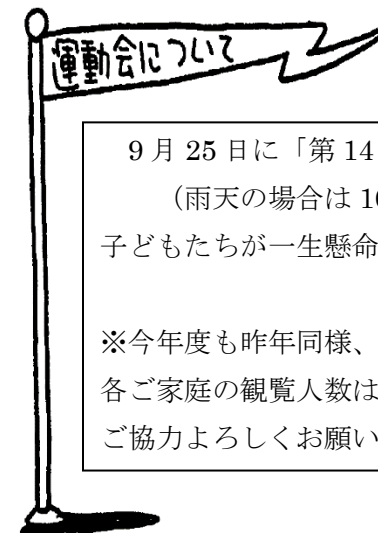 運動会について
9月25日に「第14
(雨天の場合は 10
子どもたちが一生懸命
※今年度も昨年同様、
各ご家庭の観覧人数は
ご協力よろしくお願い